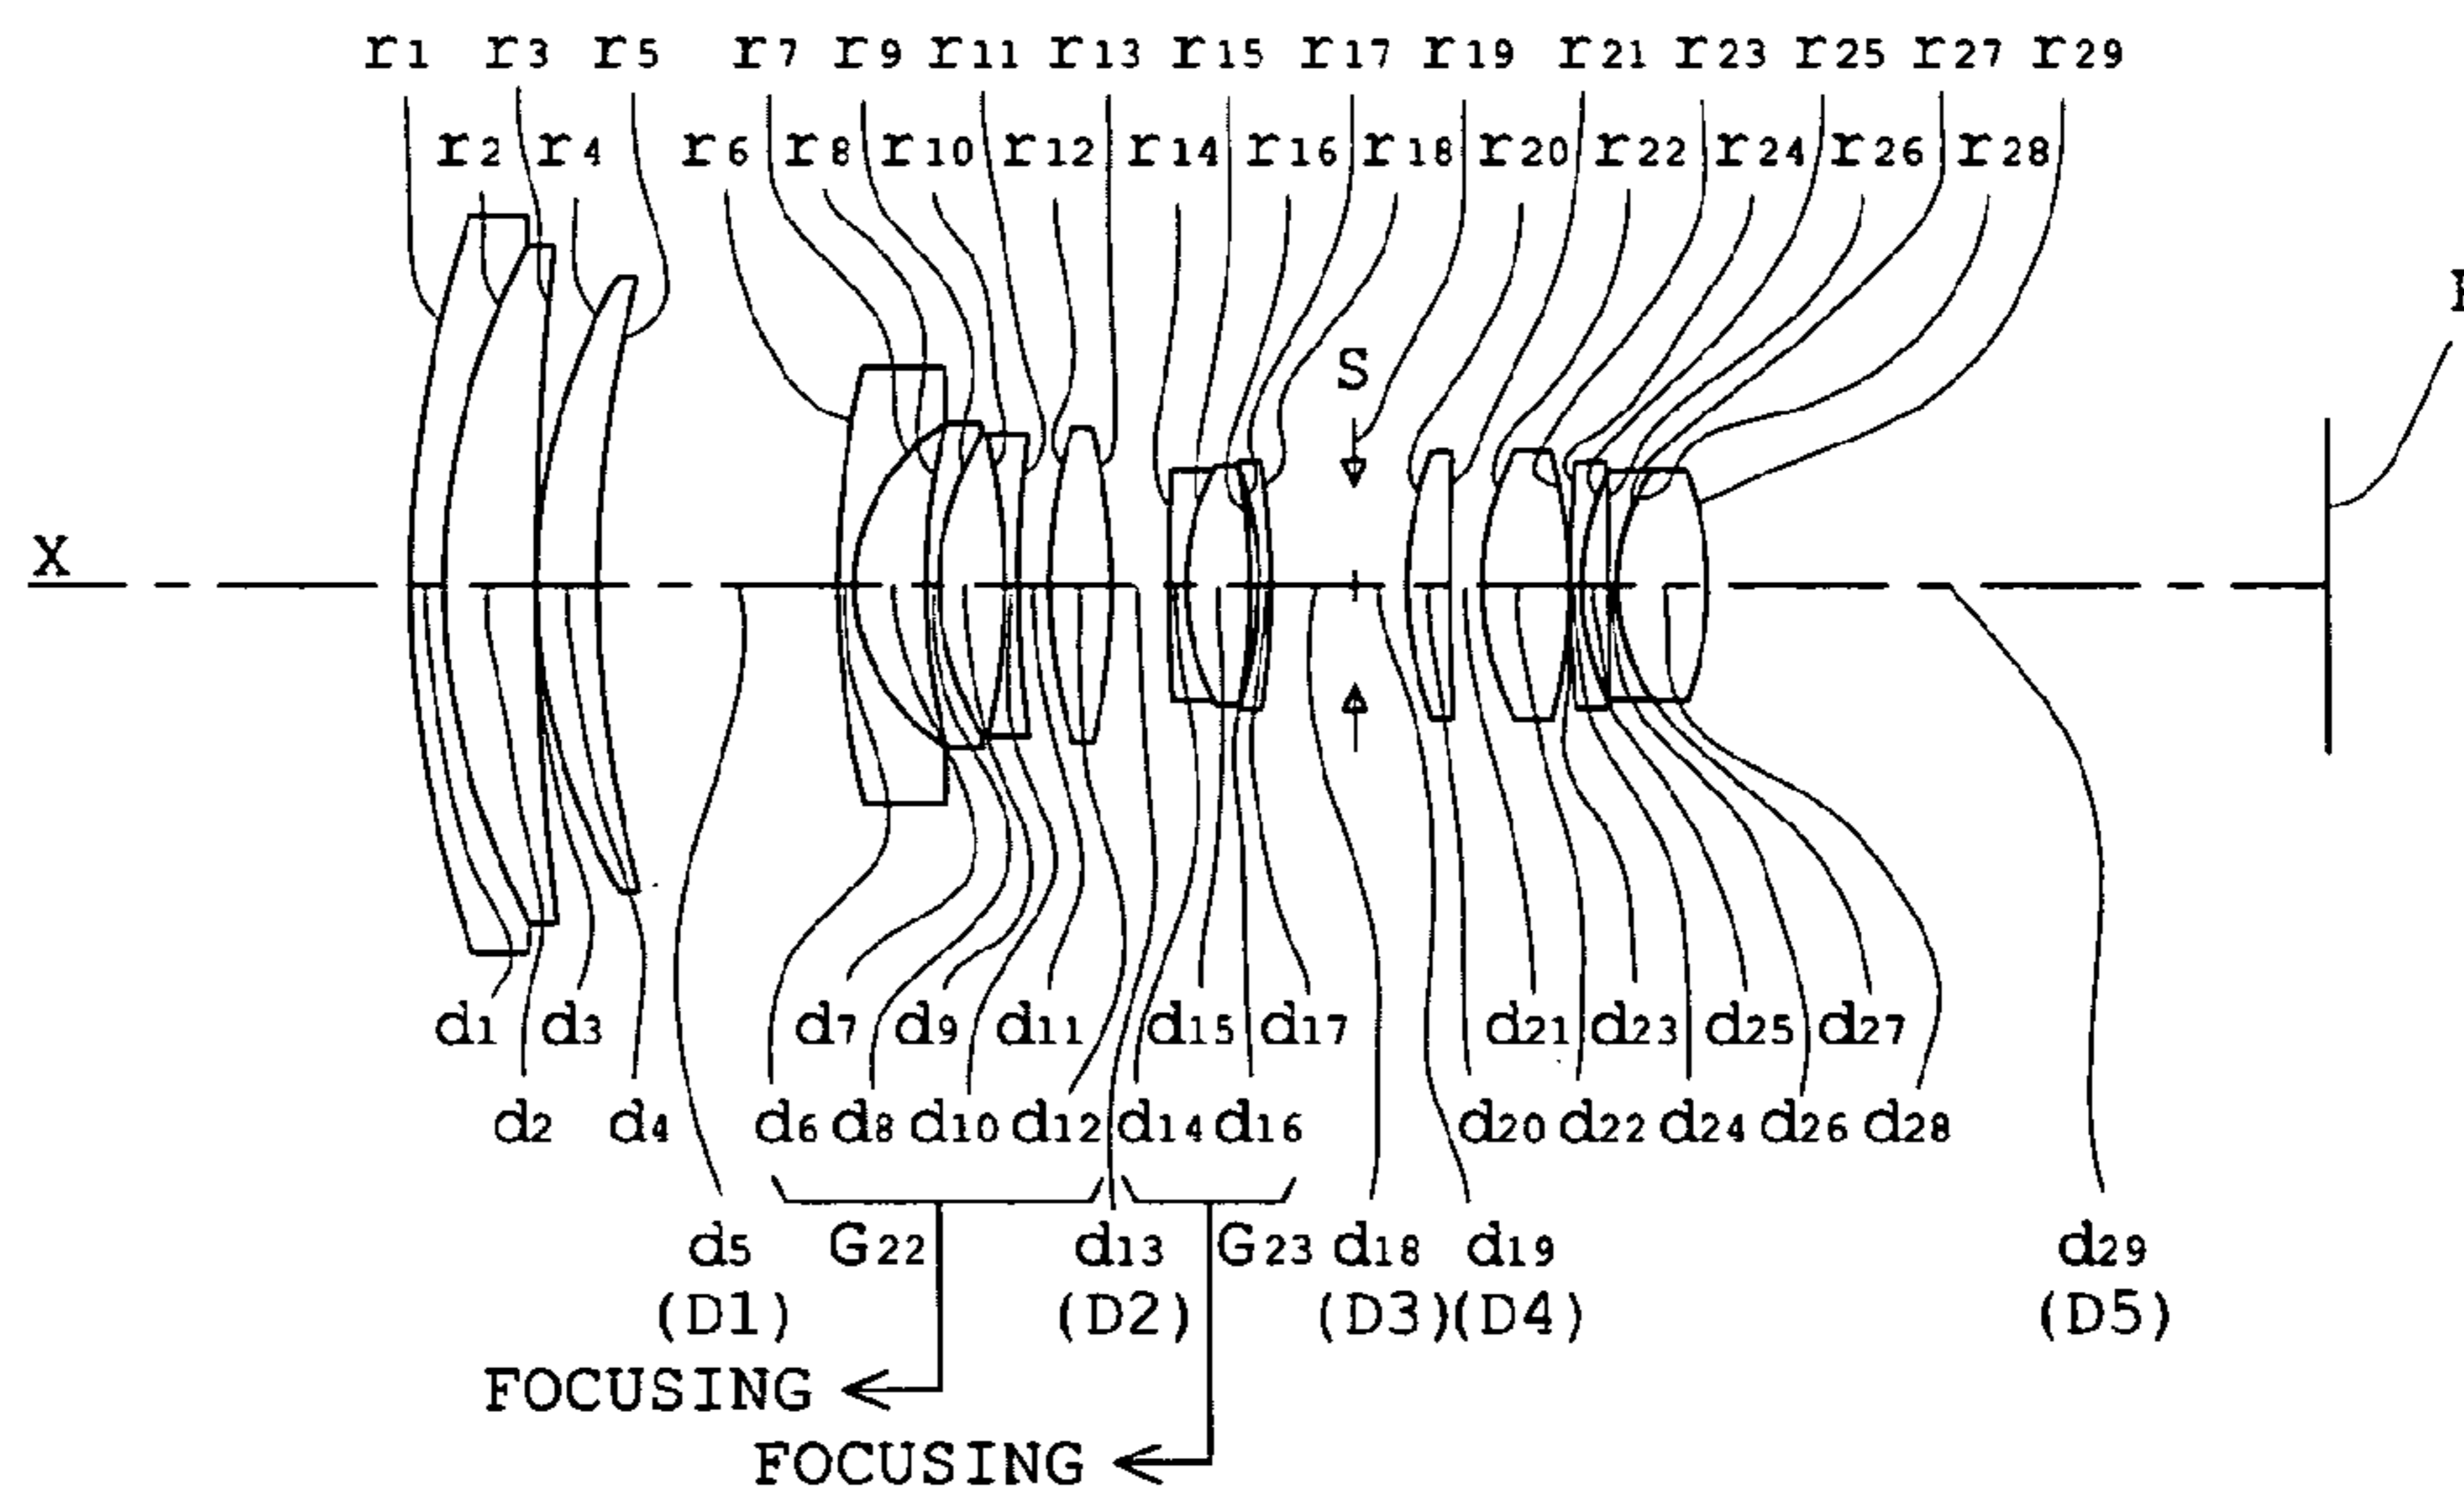 r1 r3 r5 r7 r9 r11 r13 r15 r17 r19 r21 r23 r25 r27 r29
r2 r4 r6 r8 r10 r12 r14 r16 r18 r20 r22 r24 r26 r28
S
X
d1 d3 d7 d9 d11 d15 d17 d21 d23 d25 d27
d2 d4 d6 d8 d10 d12 d14 d16 d20 d22 d24 d26 d28
d5 G22 d13 G23 d18 d19 d29
(D1) (D2) (D3) (D4) (D5)
FOCUSING
FOCUSING